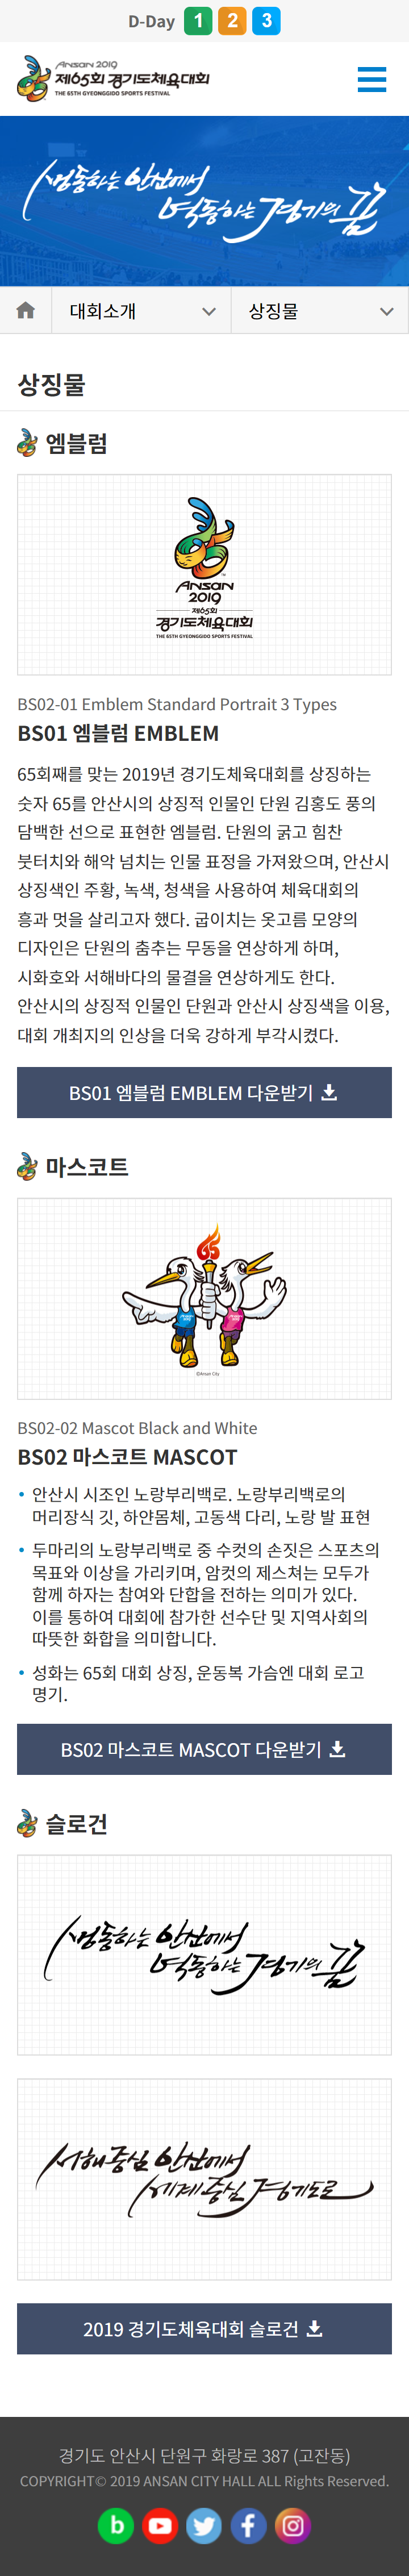 D-Day 1 2 3
ANSAN 2019
제65회 경기도체육대회
THE 65TH GYEONGGIDO SPORTS FESTIVAL
생동하는 안산에서
역동하는 경기의 꿈
대회소개 상징물
상징물
엠블럼
ANSAN
2019
제65회
경기도체육대회
THE 65TH GYEONGGIDO SPORTS FESTIVAL
BS02-01 Emblem Standard Portrait 3 Types
BS01 엠블럼 EMBLEM
65회째를 맞는 2019년 경기도체육대회를 상징하는
숫자 65를 안산시의 상징적 인물인 단원 김홍도 풍의
담백한 선으로 표현한 엠블럼. 단원의 굵고 힘찬
붓터치와 해악 넘치는 인물 표정을 가져왔으며, 안산시
상징색인 주황, 녹색, 청색을 사용하여 체육대회의
흥과 멋을 살리고자 했다. 굽이치는 옷고름 모양의
디자인은 단원의 춤추는 무동을 연상하게 하며,
시화호와 서해바다의 물결을 연상하게도 한다.
안산시의 상징적 인물인 단원과 안산시 상징색을 이용,
대회 개최지의 인상을 더욱 강하게 부각시켰다.
BS01 엠블럼 EMBLEM 다운받기
마스코트
65
©Ansan City
BS02-02 Mascot Black and White
BS02 마스코트 MASCOT
안산시 시조인 노랑부리백로. 노랑부리백로의
머리장식 깃, 하얀몸체, 고동색 다리, 노랑 발 표현
두마리의 노랑부리백로 중 수컷의 손짓은 스포츠의
목표와 이상을 가리키며, 암컷의 제스쳐는 모두가
함께 하자는 참여와 단합을 전하는 의미가 있다.
이를 통하여 대회에 참가한 선수단 및 지역사회의
따뜻한 화합을 의미합니다.
성화는 65회 대회 상징, 운동복 가슴엔 대회 로고
명기.
BS02 마스코트 MASCOT 다운받기
슬로건
생동하는 안산에서
역동하는 경기의 꿈
서해중심 안산에서
세계중심 경기도로
2019 경기도체육대회 슬로건
경기도 안산시 단원구 화랑로 387 (고잔동)
COPYRIGHT© 2019 ANSAN CITY HALL ALL Rights Reserved.
b